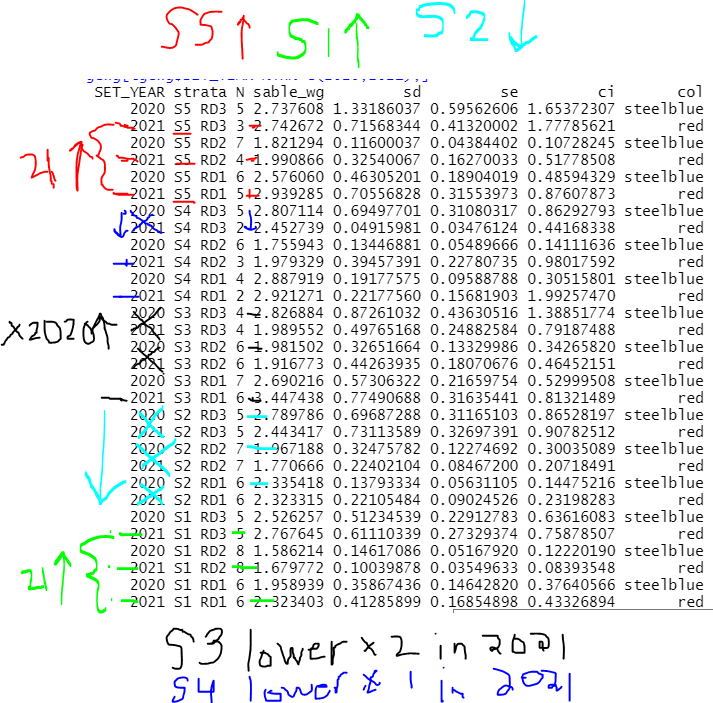 S5↑ S1↑ S2↓
SET_YEAR strata N sable_wg sd se ci col
2020 S5 RD3 5 2.737608 1.33186037 0.59562606 1.65372307 steelblue
2021 S5 RD3 3 2.742672 0.71568344 0.41320002 1.77785621 red
2020 S5 RD2 7 1.821294 0.11600037 0.04384402 0.10728245 steelblue
21↑ { 2021 S5 RD2 4 1.990866 0.32540067 0.16270033 0.51778508 red
2020 S5 RD1 6 2.576060 0.46305201 0.18904019 0.48594329 steelblue
2021 S5 RD1 5 2.939285 0.70556828 0.31553973 0.87607873 red
2020 S4 RD3 5 2.807114 0.69497701 0.31080317 0.86292793 steelblue
2021 S4 RD3 2 2.452739 0.04915981 0.03476124 0.44168338 red
2020 S4 RD2 6 1.755943 0.13446881 0.05489666 0.14111636 steelblue
2021 S4 RD2 3 1.979329 0.39457391 0.22780735 0.98017592 red
2020 S4 RD1 4 2.887919 0.19177575 0.09588788 0.30515801 steelblue
2021 S4 RD1 2 2.921271 0.22177560 0.15681903 1.99257470 red
2020 S3 RD3 4 2.826884 0.87261032 0.43630516 1.38851774 steelblue
x2020↑ 2021 S3 RD3 4 1.989552 0.49765168 0.24882584 0.79187488 red
2020 S3 RD2 6 1.981502 0.32651664 0.13329986 0.34265820 steelblue
2021 S3 RD2 6 1.916773 0.44263935 0.18070676 0.46452151 red
2020 S3 RD1 7 2.690216 0.57306322 0.21659754 0.52999508 steelblue
2021 S3 RD1 6 3.447438 0.77490688 0.31635441 0.81321489 red
2020 S2 RD3 5 2.789786 0.69687288 0.31165103 0.86528197 steelblue
2021 S2 RD3 5 2.443417 0.73113589 0.32697391 0.90782512 red
2020 S2 RD2 7 1.967188 0.32475782 0.12274692 0.30035089 steelblue
2021 S2 RD2 7 1.770666 0.22402104 0.08467200 0.20718491 red
2020 S2 RD1 6 2.335418 0.13793334 0.05631105 0.14475216 steelblue
2021 S2 RD1 6 2.323315 0.22105484 0.09024526 0.23198283 red
2020 S1 RD3 5 2.526257 0.51234539 0.22912783 0.63616083 steelblue
2021 S1 RD3 5 2.767645 0.61110339 0.27329374 0.75878507 red
2020 S1 RD2 8 1.586214 0.14617086 0.05167920 0.12220190 steelblue
21↑ { 2021 S1 RD2 8 1.679772 0.10039878 0.03549633 0.08393548 red
2020 S1 RD1 6 1.958939 0.35867436 0.14642820 0.37640566 steelblue
2021 S1 RD1 6 2.323403 0.41285899 0.16854898 0.43326894 red
S3 lower x 2 in 2021
S4 lower x 1 in 2021